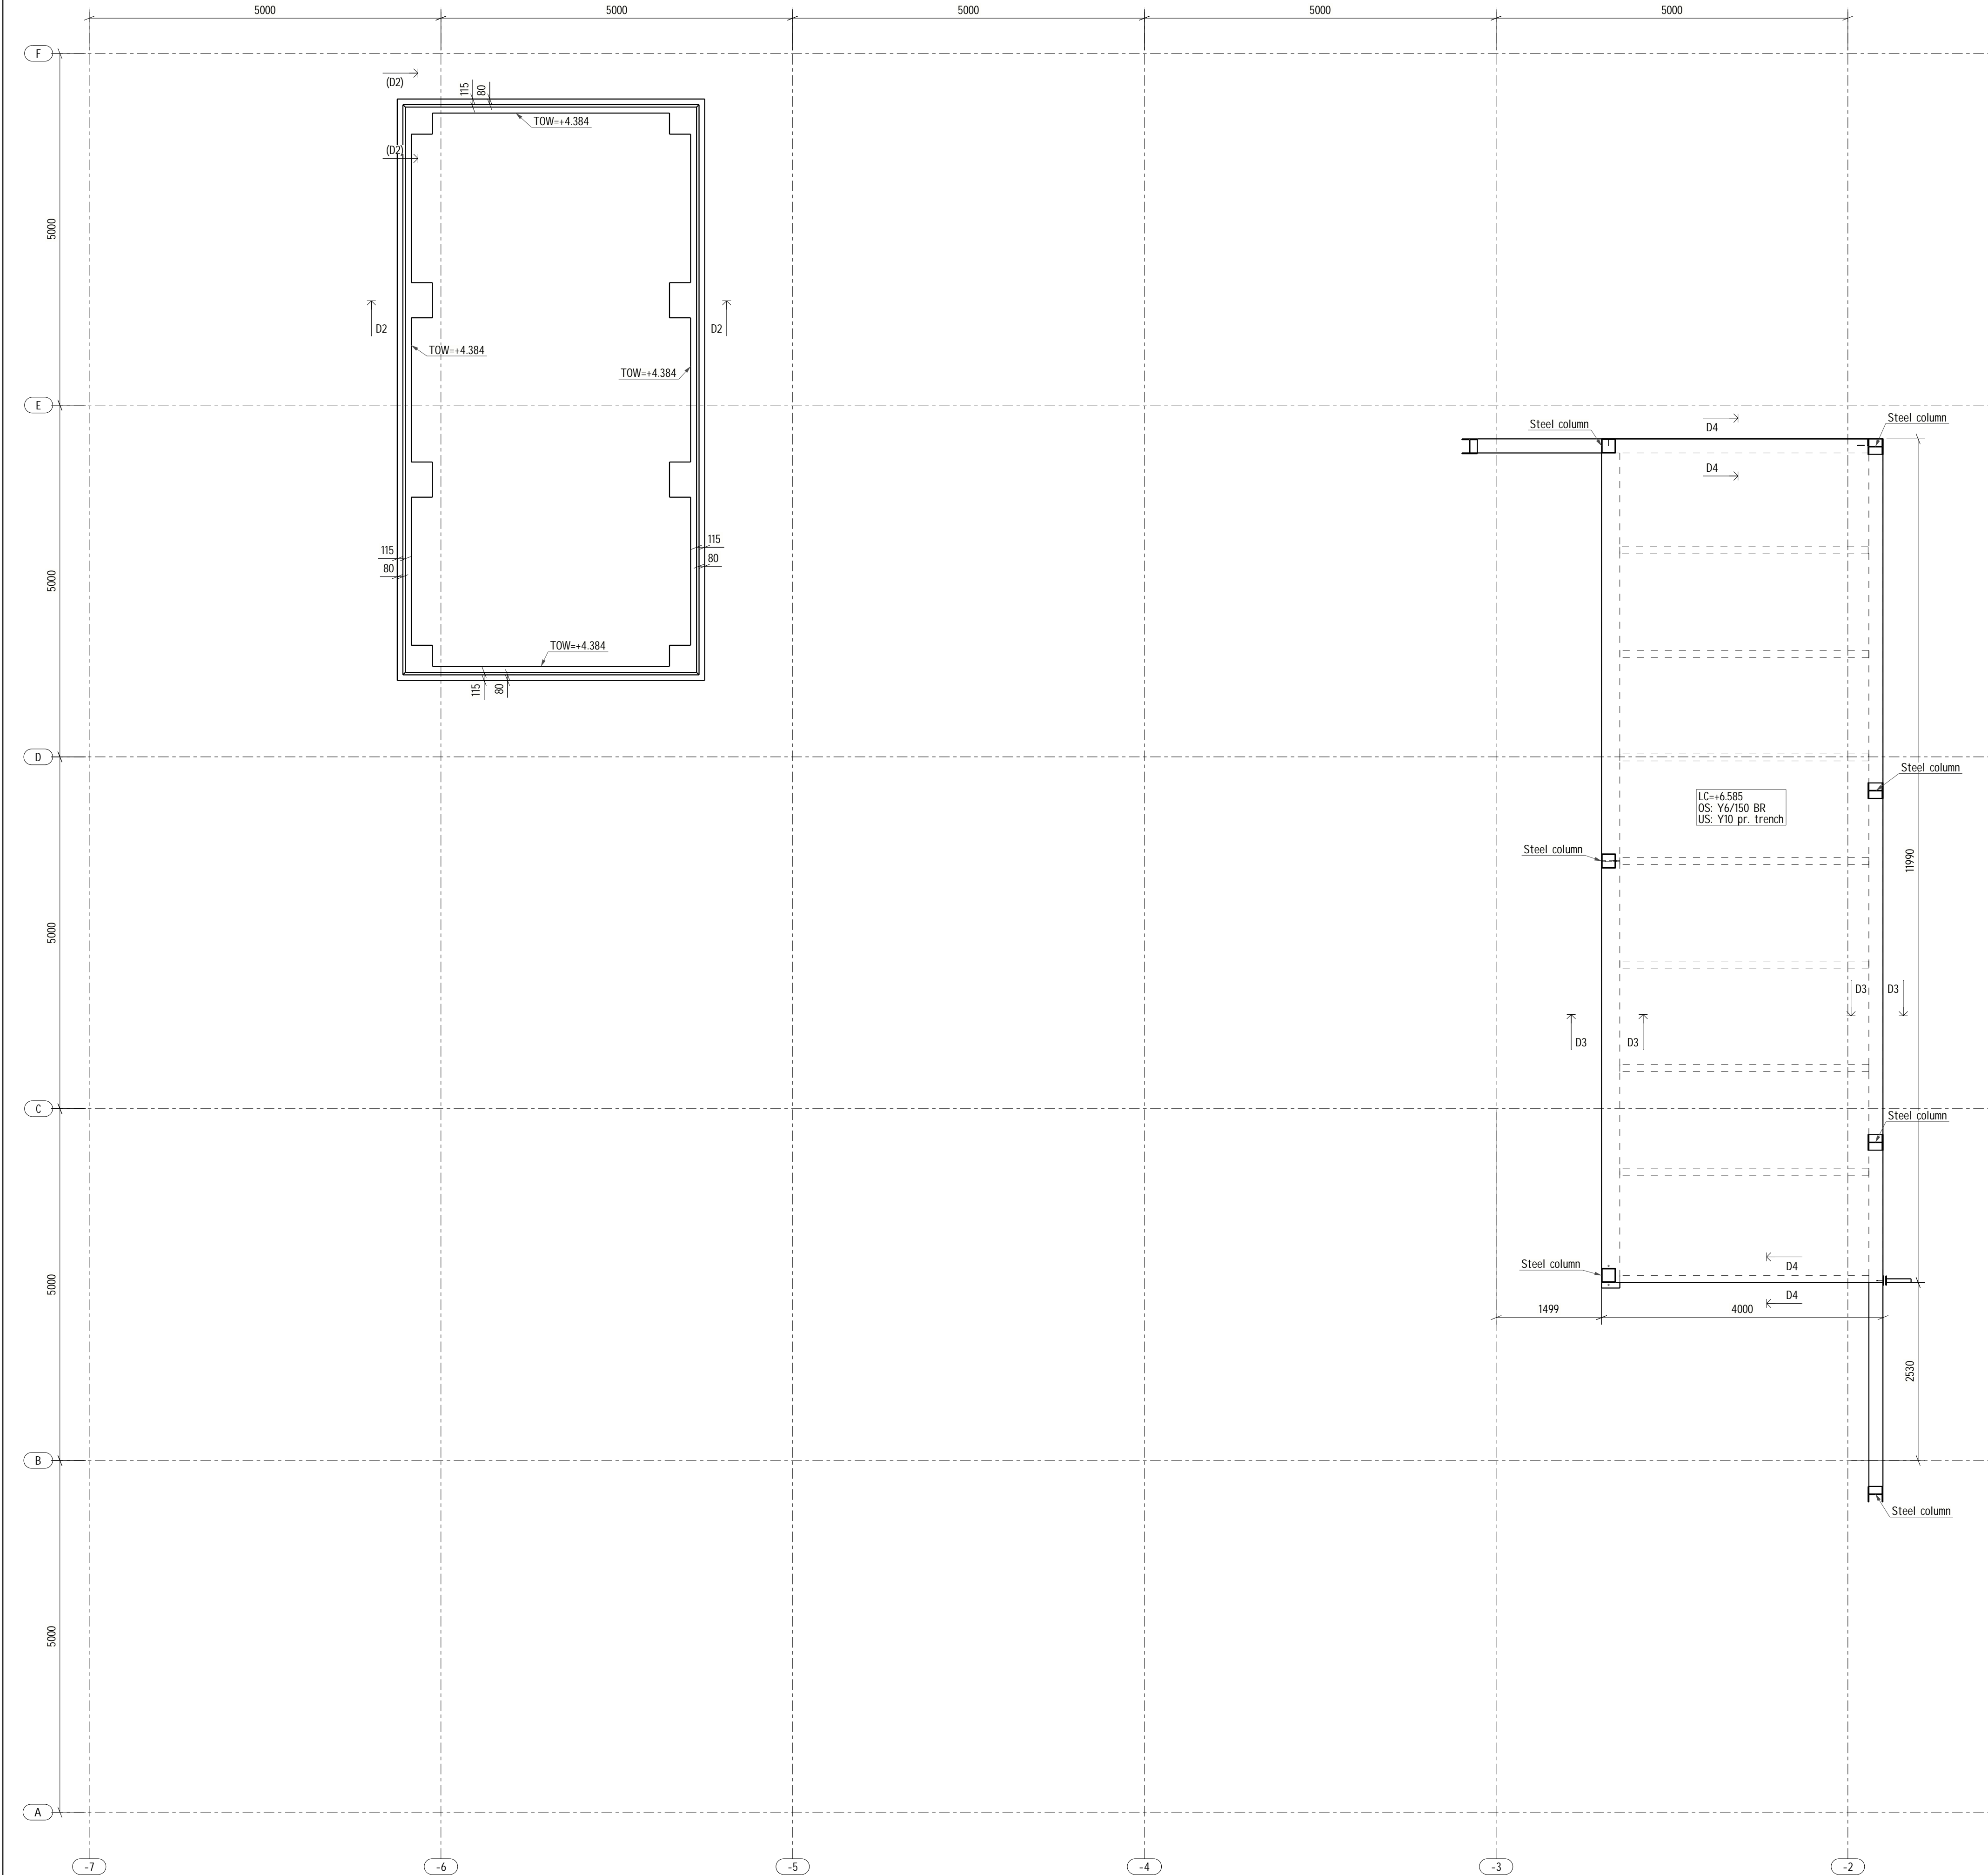 5000 5000 5000 5000 5000
F
(D2)
115
80
TOW=+4.384
(D2)
5000
D2
D2
TOW=+4.384
TOW=+4.384
E
Steel column
D4
Steel column
D4
115
80
115
80
5000
TOW=+4.384
115
80
D
Steel column
LC=+6.585
OS: Y6/150 BR
US: Y10 pr. trench
Steel column
11990
5000
D3
D3
D3
D3
C
Steel column
Steel column
D4
D4
5000
1499
4000
2530
B
Steel column
5000
A
-7 -6 -5 -4 -3 -2